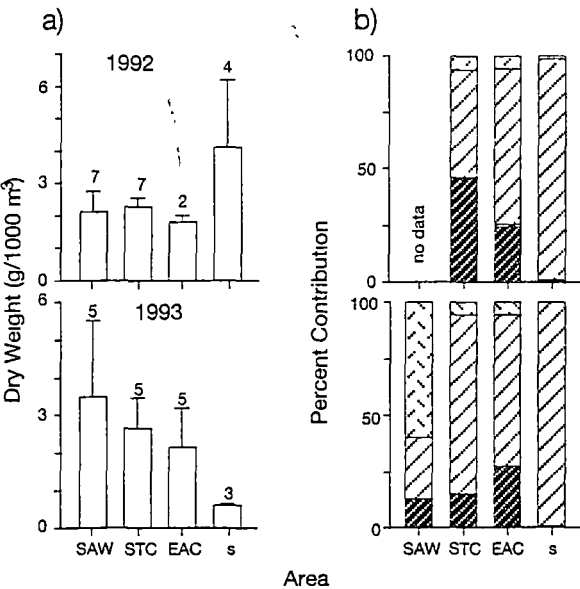 a)
b)
1992
6
3
0
7
7
2
4
1993
6
3
0
5
5
5
3
SAW STC EAC s
Dry Weight (g/1000 m³)
100
50
0
no data
100
50
0
SAW STC EAC s
Percent Contribution
Area